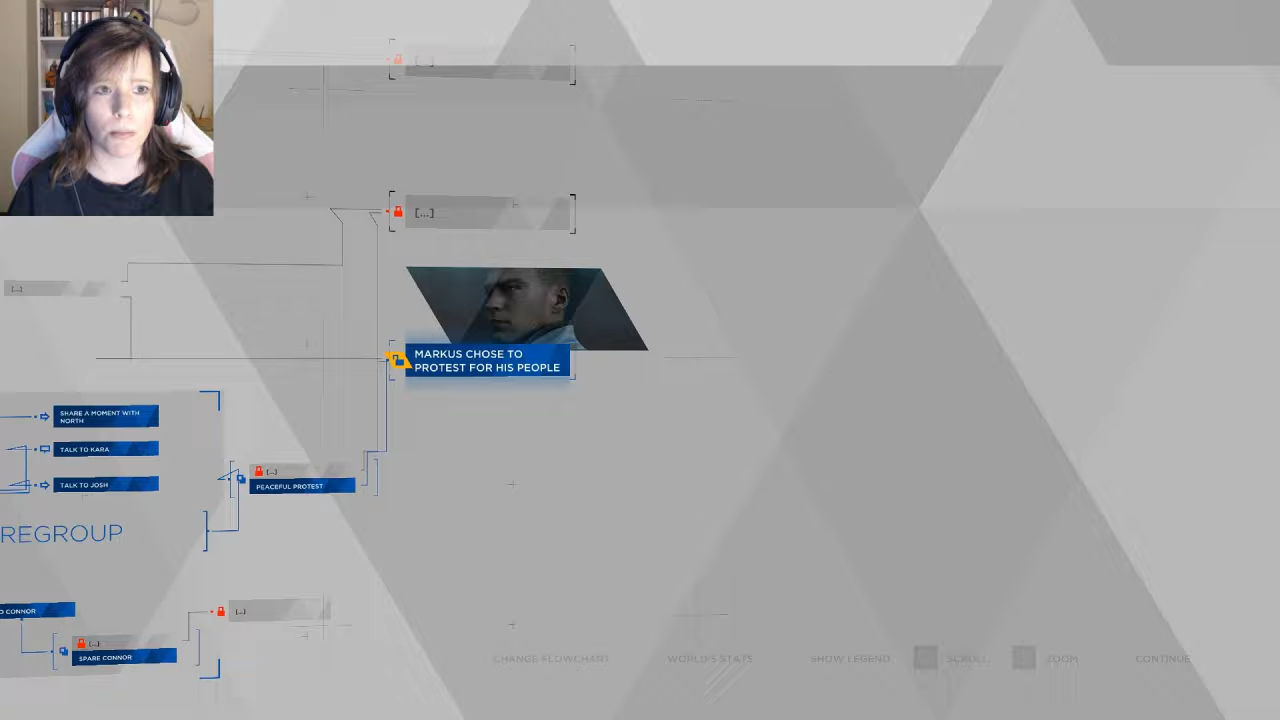 [...]
[...]
[...]
MARKUS CHOSE TO
PROTEST FOR HIS PEOPLE
SHARE A MOMENT WITH
NORTH
TALK TO KARA
[...]
TALK TO JOSH
PEACEFUL PROTEST
REGROUP
CONNOR
[...]
[...]
SPARE CONNOR
CHANGE FLOWCHART
WORLD'S STATS
SHOW LEGEND
SCROLL
ZOOM
CONTINUE